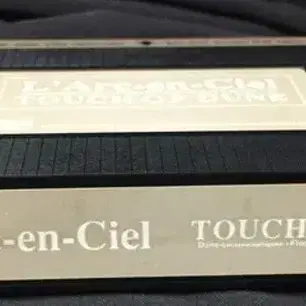 L'Arc-en-Ciel
TOUCH OF DUNE
-en-Ciel TOUCH